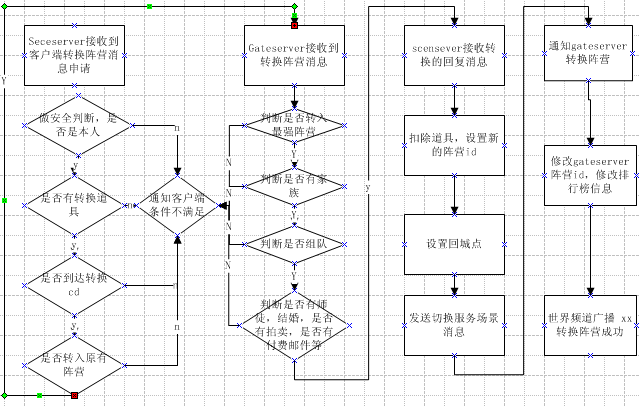 Seceserver接收到
客户端转换阵营消
息申请
做安全判断，是
否是本人
y
n
是否有转换道
具
n
y,
是否到达转换
cd
n
y,
是否转入原有
阵营
n
Y
通知客户端
条件不满足
Gateserver接收到
转换阵营消息
判断是否转入
最强阵营
N
Y,
判断是否有家
族
N
Y,
判断是否组队
N
Y
判断是否有师
徒，结婚，是否
有拍卖，是否有
付费邮件等
N
y
scensever接收转
换的回复消息
扣除道具，设置新
的阵营id
设置回城点
发送切换服务场景
消息
通知gateserver
转换阵营
修改gateserver
阵营id，修改排
行榜信息
世界频道广播 xx
转换阵营成功